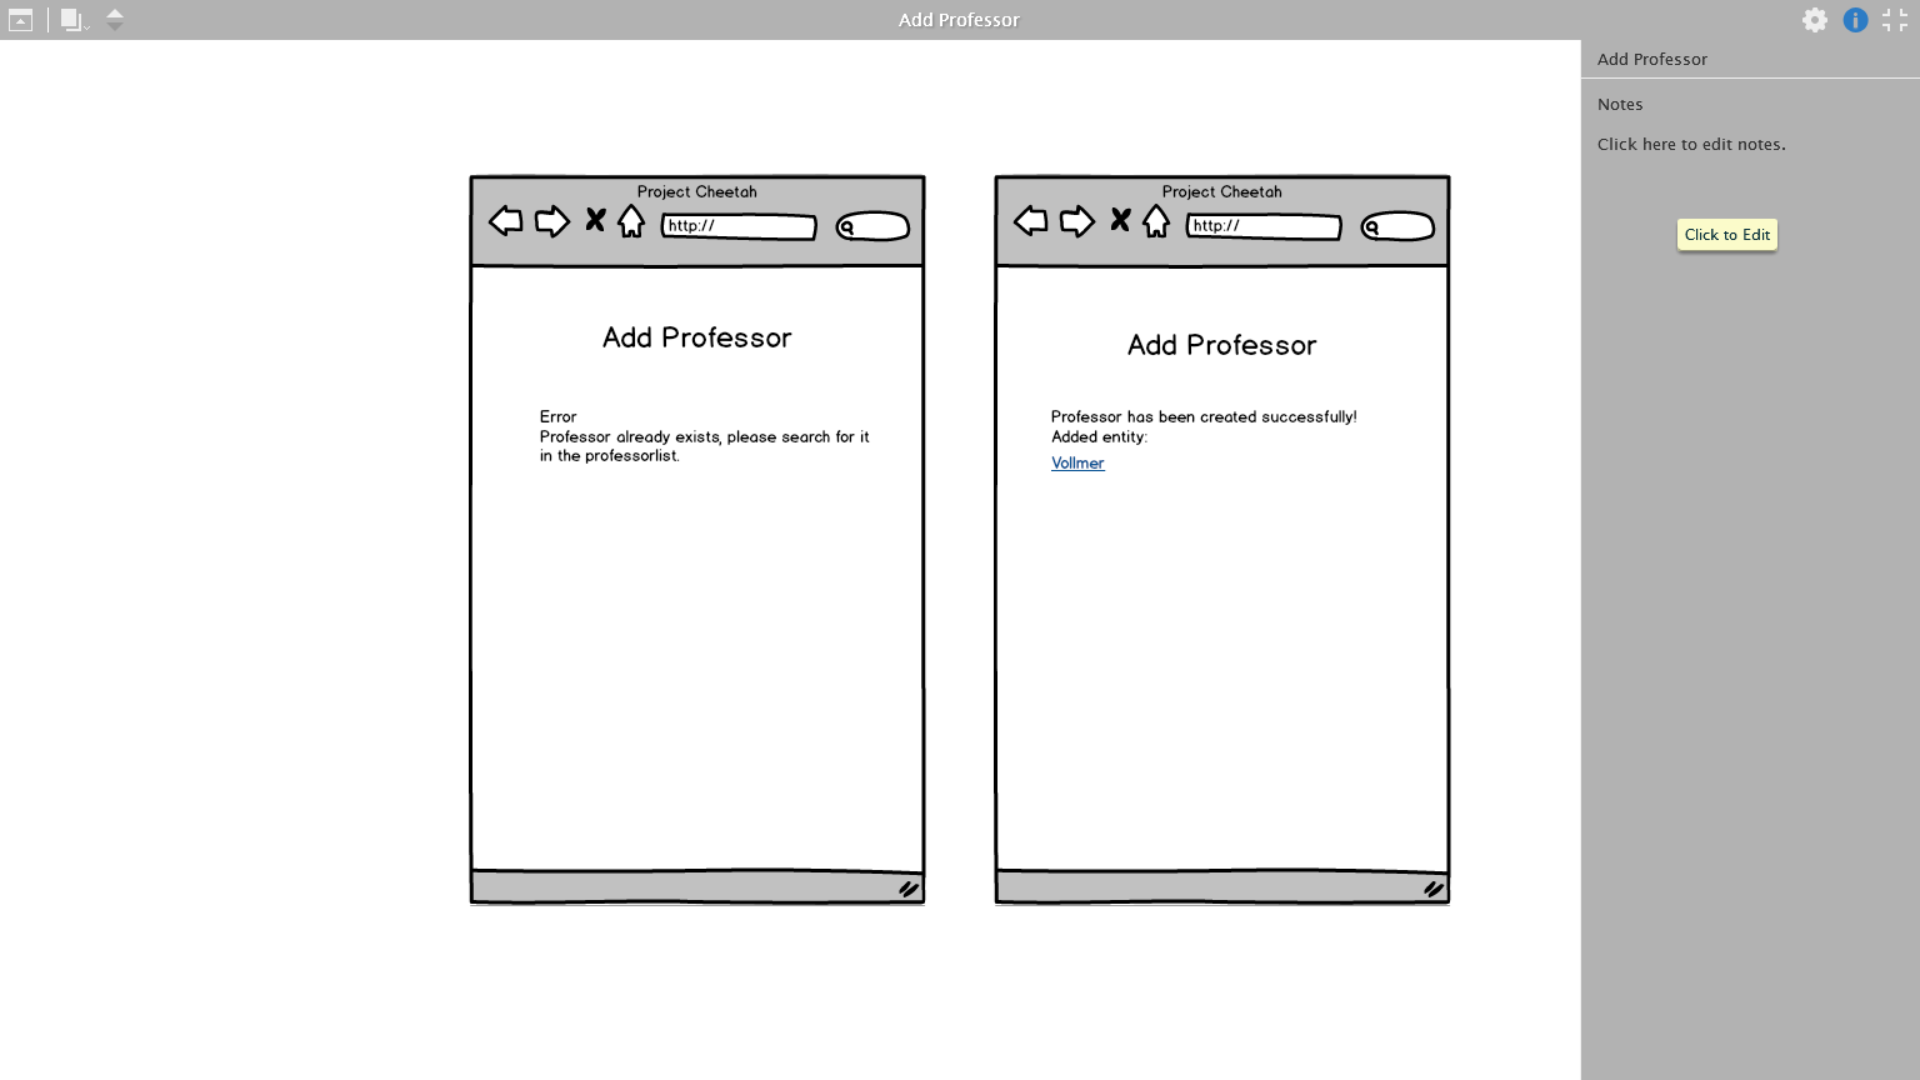 Add Professor
Add Professor
Notes
Click here to edit notes.
Click to Edit
Project Cheetah
http://
Add Professor
Error
Professor already exists, please search for it
in the professorlist.
Project Cheetah
http://
Add Professor
Professor has been created successfully!
Added entity:
Vollmer